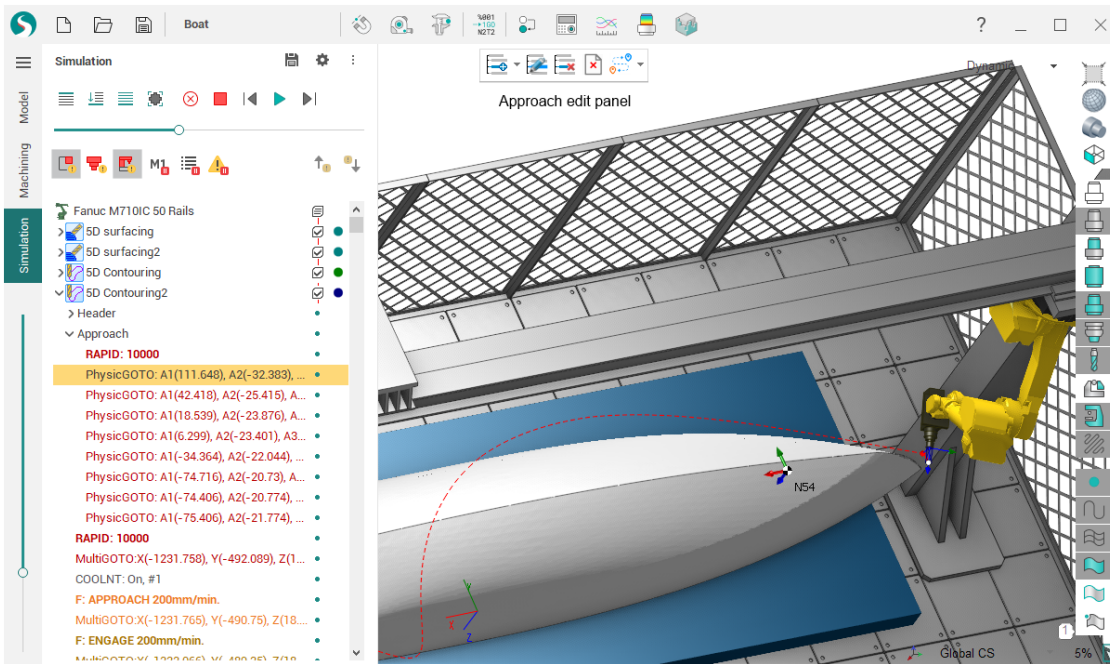 Boat
%001
→1G0
N2T2
?
Simulation
Model
Machining
Simulation
M1
Fanuc M710IC 50 Rails
5D surfacing
5D surfacing2
5D Contouring
5D Contouring2
Header
Approach
RAPID: 10000
PhysicGOTO: A1(111.648), A2(-32.383), ...
PhysicGOTO: A1(42.418), A2(-25.415), A...
PhysicGOTO: A1(18.539), A2(-23.876), A...
PhysicGOTO: A1(6.299), A2(-23.401), A3...
PhysicGOTO: A1(-34.364), A2(-22.044), ...
PhysicGOTO: A1(-74.716), A2(-20.73), A...
PhysicGOTO: A1(-74.406), A2(-20.774), ...
PhysicGOTO: A1(-75.406), A2(-21.774), ...
RAPID: 10000
MultiGOTO:X(-1231.758), Y(-492.089), Z(1...
COOLNT: On, #1
F: APPROACH 200mm/min.
MultiGOTO:X(-1231.765), Y(-490.75), Z(18....
F: ENGAGE 200mm/min.
Approach edit panel
Dynamic
N54
X
Y
Z
1
Global CS
5%